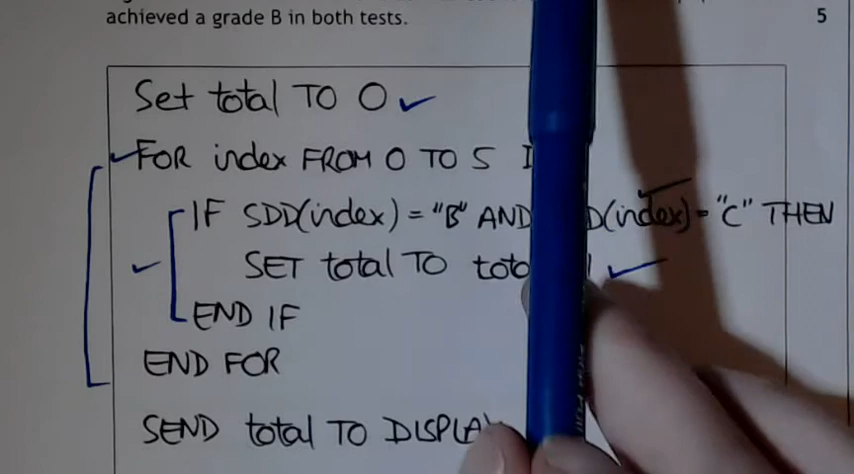 achieved a grade B in both tests.
5
Set total TO 0
FOR index FROM 0 TO 5
IF SDD(index) = "B" AND D(index) = "C" THEN
SET total TO
END IF
END FOR
SEND total TO DISPLAY